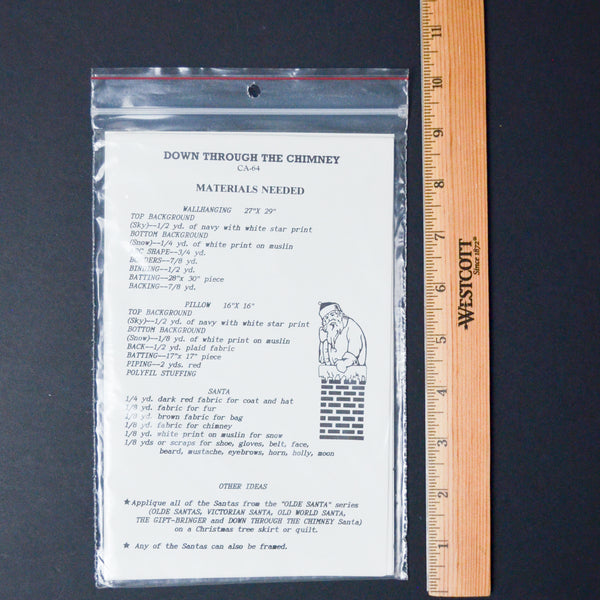 DOWN THROUGH THE CHIMNEY
CA-64
MATERIALS NEEDED
WALLHANGING 27"X 29"
TOP BACKGROUND
(Sky)--1/2 yd. of navy with white star print
BOTTOM BACKGROUND
(Snow)--1/4 yd. of white print on muslin
SHAPE--3/4 yd.
BORDERS--7/8 yd.
BINDING--1/2 yd.
BATTING--28"x 30" piece
BACKING--7/8 yd.
PILLOW 16"X 16"
TOP BACKGROUND
(Sky)--1/2 yd. of navy with white star print
BOTTOM BACKGROUND
(Snow)--1/8 yd. of white print on muslin
BACK--1/2 yd. plaid fabric
BATTING--17"x 17" piece
PIPING--2 yds. red
POLYFIL STUFFING
SANTA
1/4 yd. dark red fabric for coat and hat
1/8 yd. fabric for fur
1/8 yd. brown fabric for bag
1/8 yd. fabric for chimney
1/8 yd. white print on muslin for snow
1/8 yds or scraps for shoe, gloves, belt, face,
beard, mustache, eyebrows, horn, holly, moon
OTHER IDEAS
★Applique all of the Santas from the "OLDE SANTA" series
(OLDE SANTAS, VICTORIAN SANTA, OLD WORLD SANTA,
THE GIFT-BRINGER and DOWN THROUGH THE CHIMNEY Santa)
on a Christmas tree skirt or quilt.
★ Any of the Santas can also be framed.
11
10
9
8
7
6
5
4
3
2
1
WESTCOTT
Since 1872